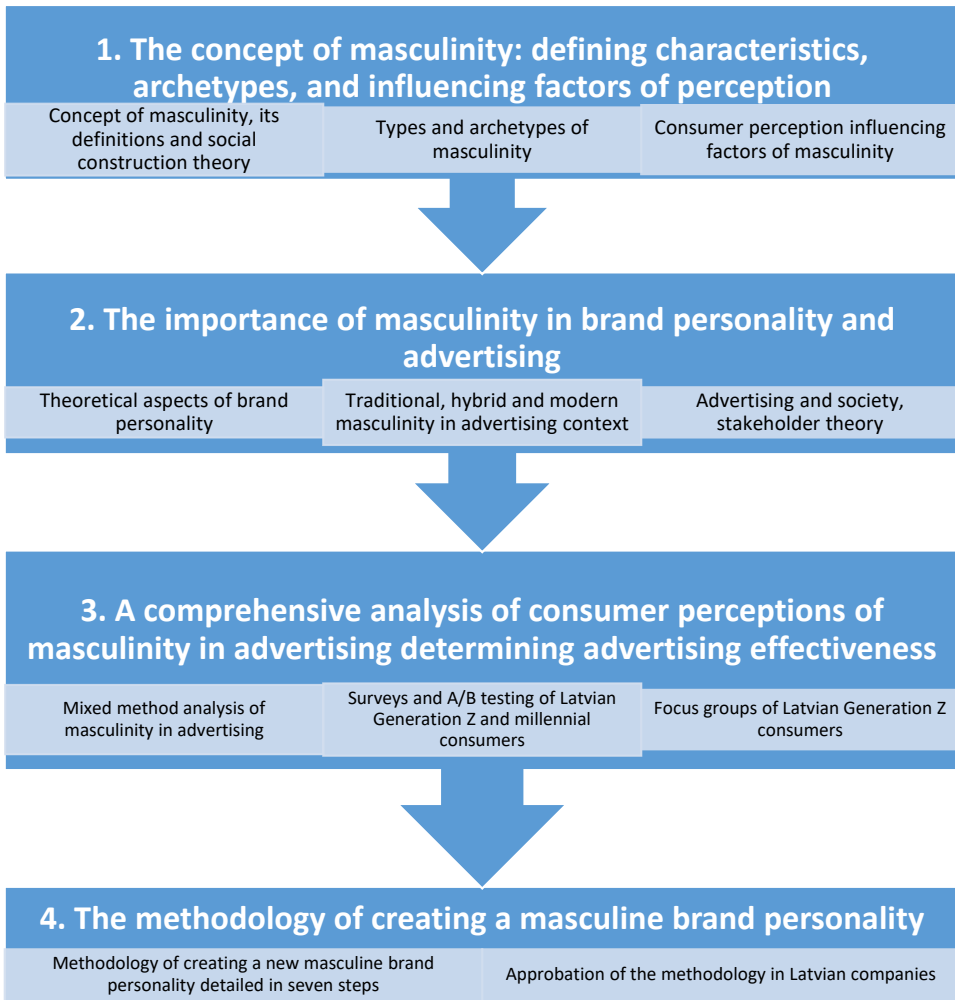 1. The concept of masculinity: defining characteristics,
archetypes, and influencing factors of perception
Concept of masculinity, its
definitions and social
construction theory
Types and archetypes of
masculinity
Consumer perception influencing
factors of masculinity
2. The importance of masculinity in brand personality and
advertising
Theoretical aspects of brand
personality
Traditional, hybrid and modern
masculinity in advertising context
Advertising and society,
stakeholder theory
3. A comprehensive analysis of consumer perceptions of
masculinity in advertising determining advertising effectiveness
Mixed method analysis of
masculinity in advertising
Surveys and A/B testing of Latvian
Generation Z and millennial
consumers
Focus groups of Latvian Generation Z
consumers
4. The methodology of creating a masculine brand personality
Methodology of creating a new masculine brand
personality detailed in seven steps
Approbation of the methodology in Latvian companies